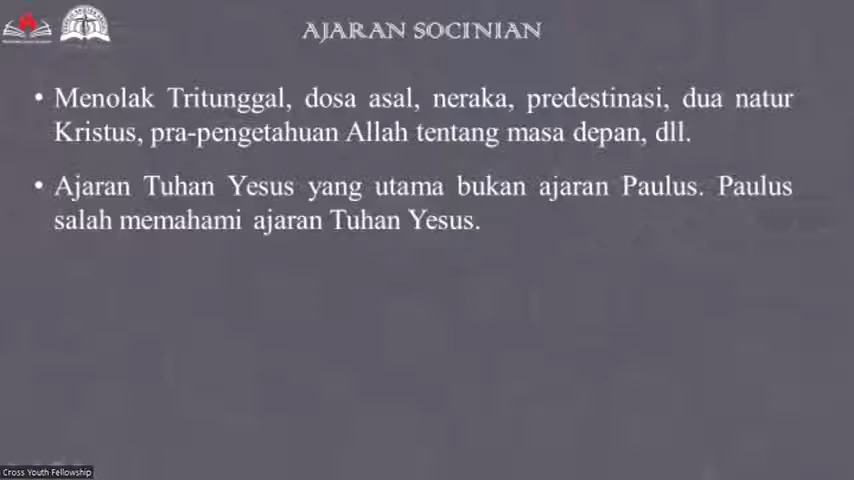 AJARAN SOCINIAN
• Menolak Tritunggal, dosa asal, neraka, predestinasi, dua natur
Kristus, pra-pengetahuan Allah tentang masa depan, dll.
• Ajaran Tuhan Yesus yang utama bukan ajaran Paulus. Paulus
salah memahami ajaran Tuhan Yesus.
Cross Youth Fellowship